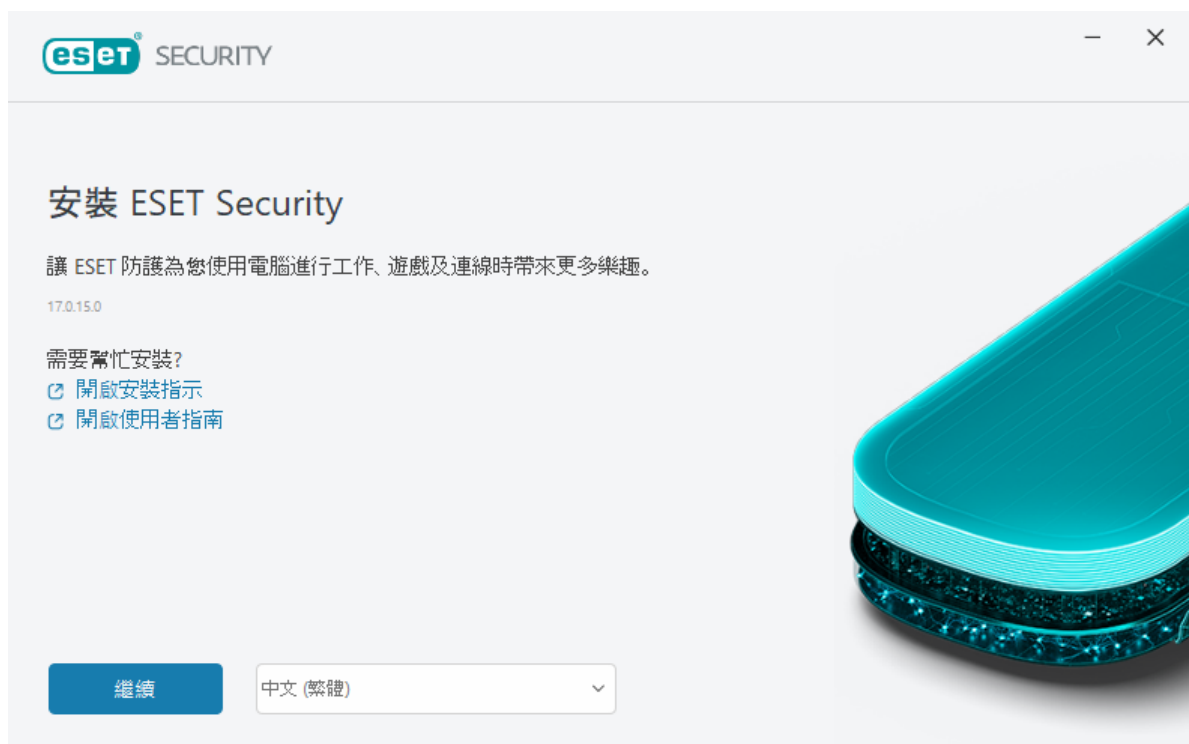 eset® SECURITY
安裝 ESET Security
讓 ESET 防護為您使用電腦進行工作、遊戲及連線時帶來更多樂趣。
17.0.15.0
需要幫忙安裝?
開啟安裝指示
開啟使用者指南
繼續
中文 (繁體)